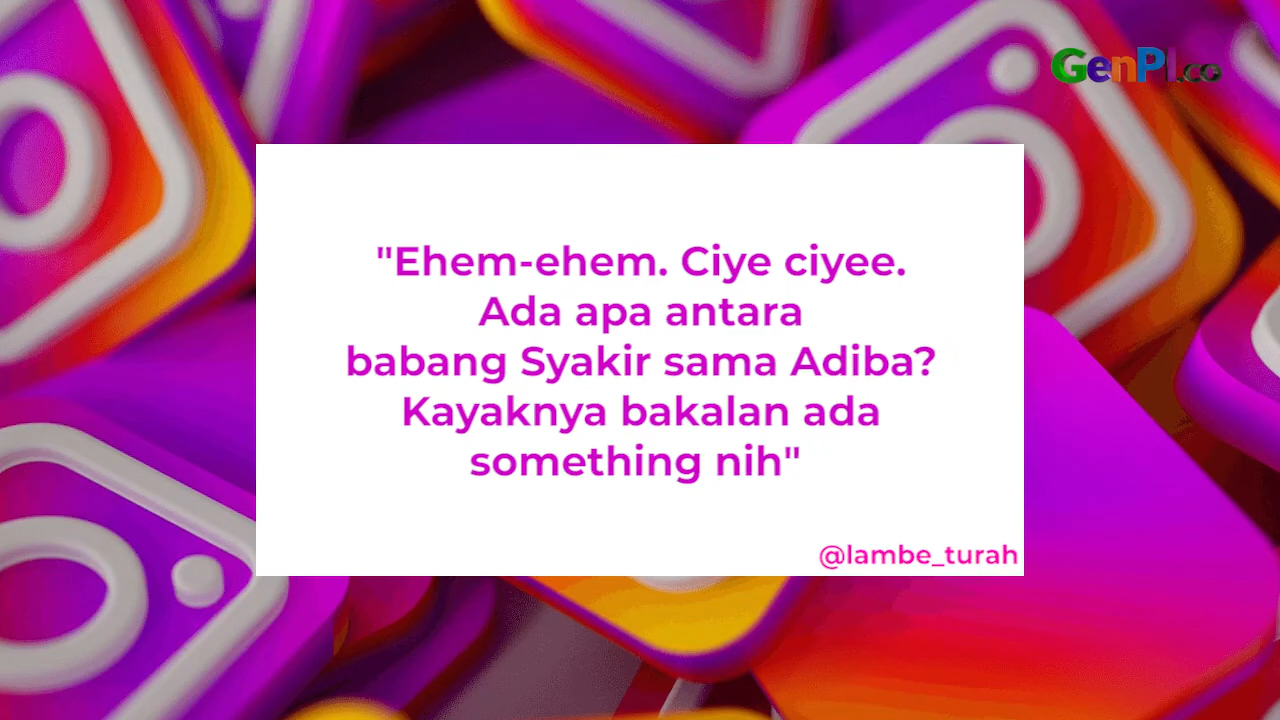 GenPI.co
"Ehem-ehem. Ciye ciyee.
Ada apa antara
babang Syakir sama Adiba?
Kayaknya bakalan ada
something nih"
@lambe_turah